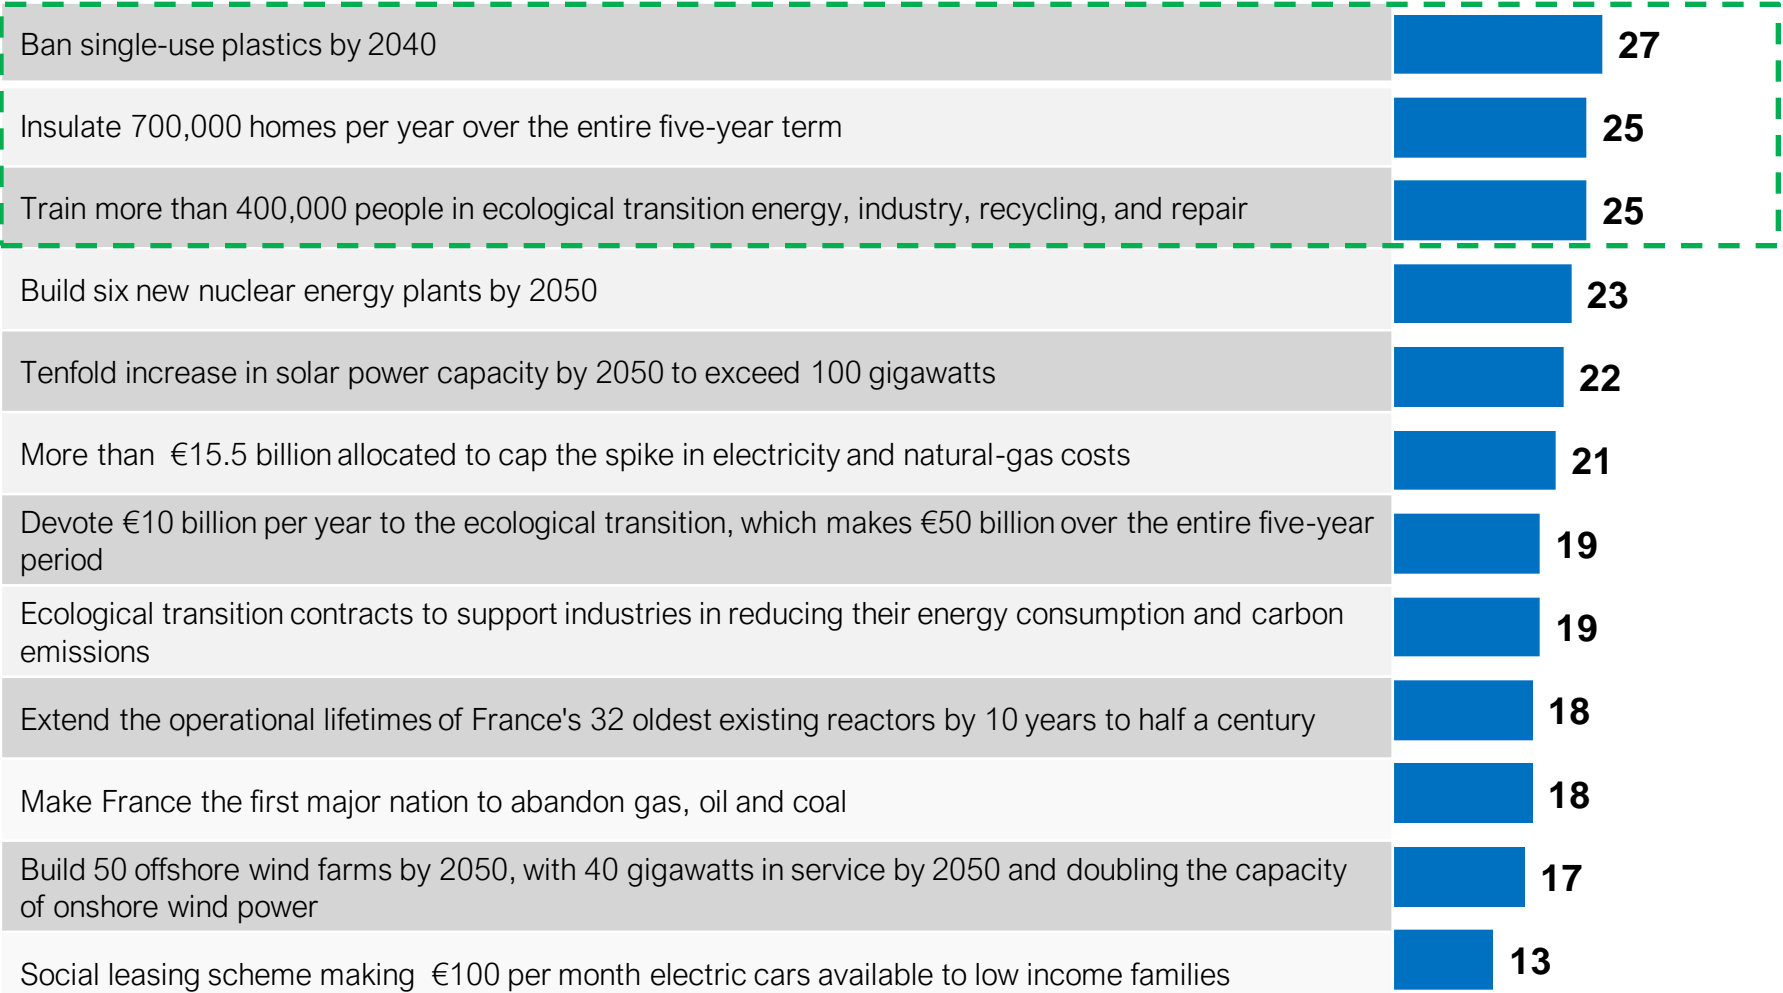 Ban single-use plastics by 2040
27
Insulate 700,000 homes per year over the entire five-year term
25
Train more than 400,000 people in ecological transition energy, industry, recycling, and repair
25
Build six new nuclear energy plants by 2050
23
Tenfold increase in solar power capacity by 2050 to exceed 100 gigawatts
22
More than €15.5 billion allocated to cap the spike in electricity and natural-gas costs
21
Devote €10 billion per year to the ecological transition, which makes €50 billion over the entire five-year
period
19
Ecological transition contracts to support industries in reducing their energy consumption and carbon
emissions
19
Extend the operational lifetimes of France's 32 oldest existing reactors by 10 years to half a century
18
Make France the first major nation to abandon gas, oil and coal
18
Build 50 offshore wind farms by 2050, with 40 gigawatts in service by 2050 and doubling the capacity
of onshore wind power
17
Social leasing scheme making €100 per month electric cars available to low income families
13